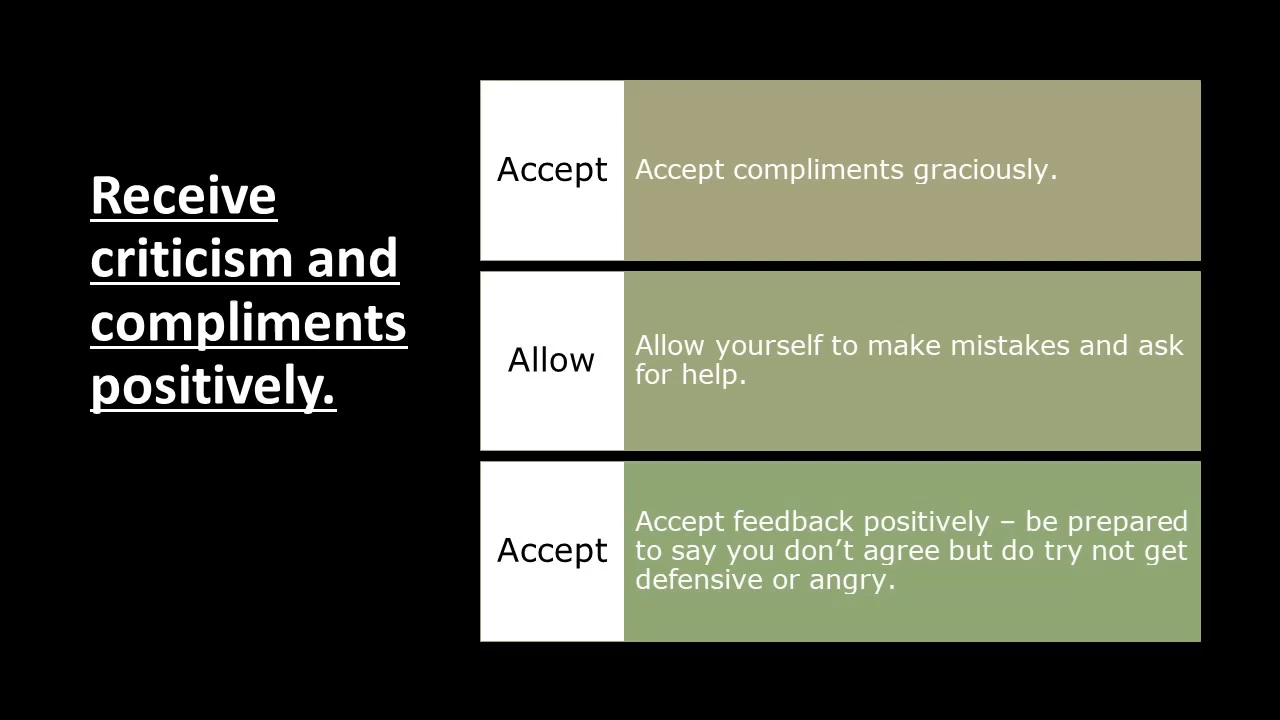 Receive
criticism and
compliments
positively.
Accept
Accept compliments graciously.
Allow
Allow yourself to make mistakes and ask
for help.
Accept
Accept feedback positively – be prepared
to say you don’t agree but do try not get
defensive or angry.